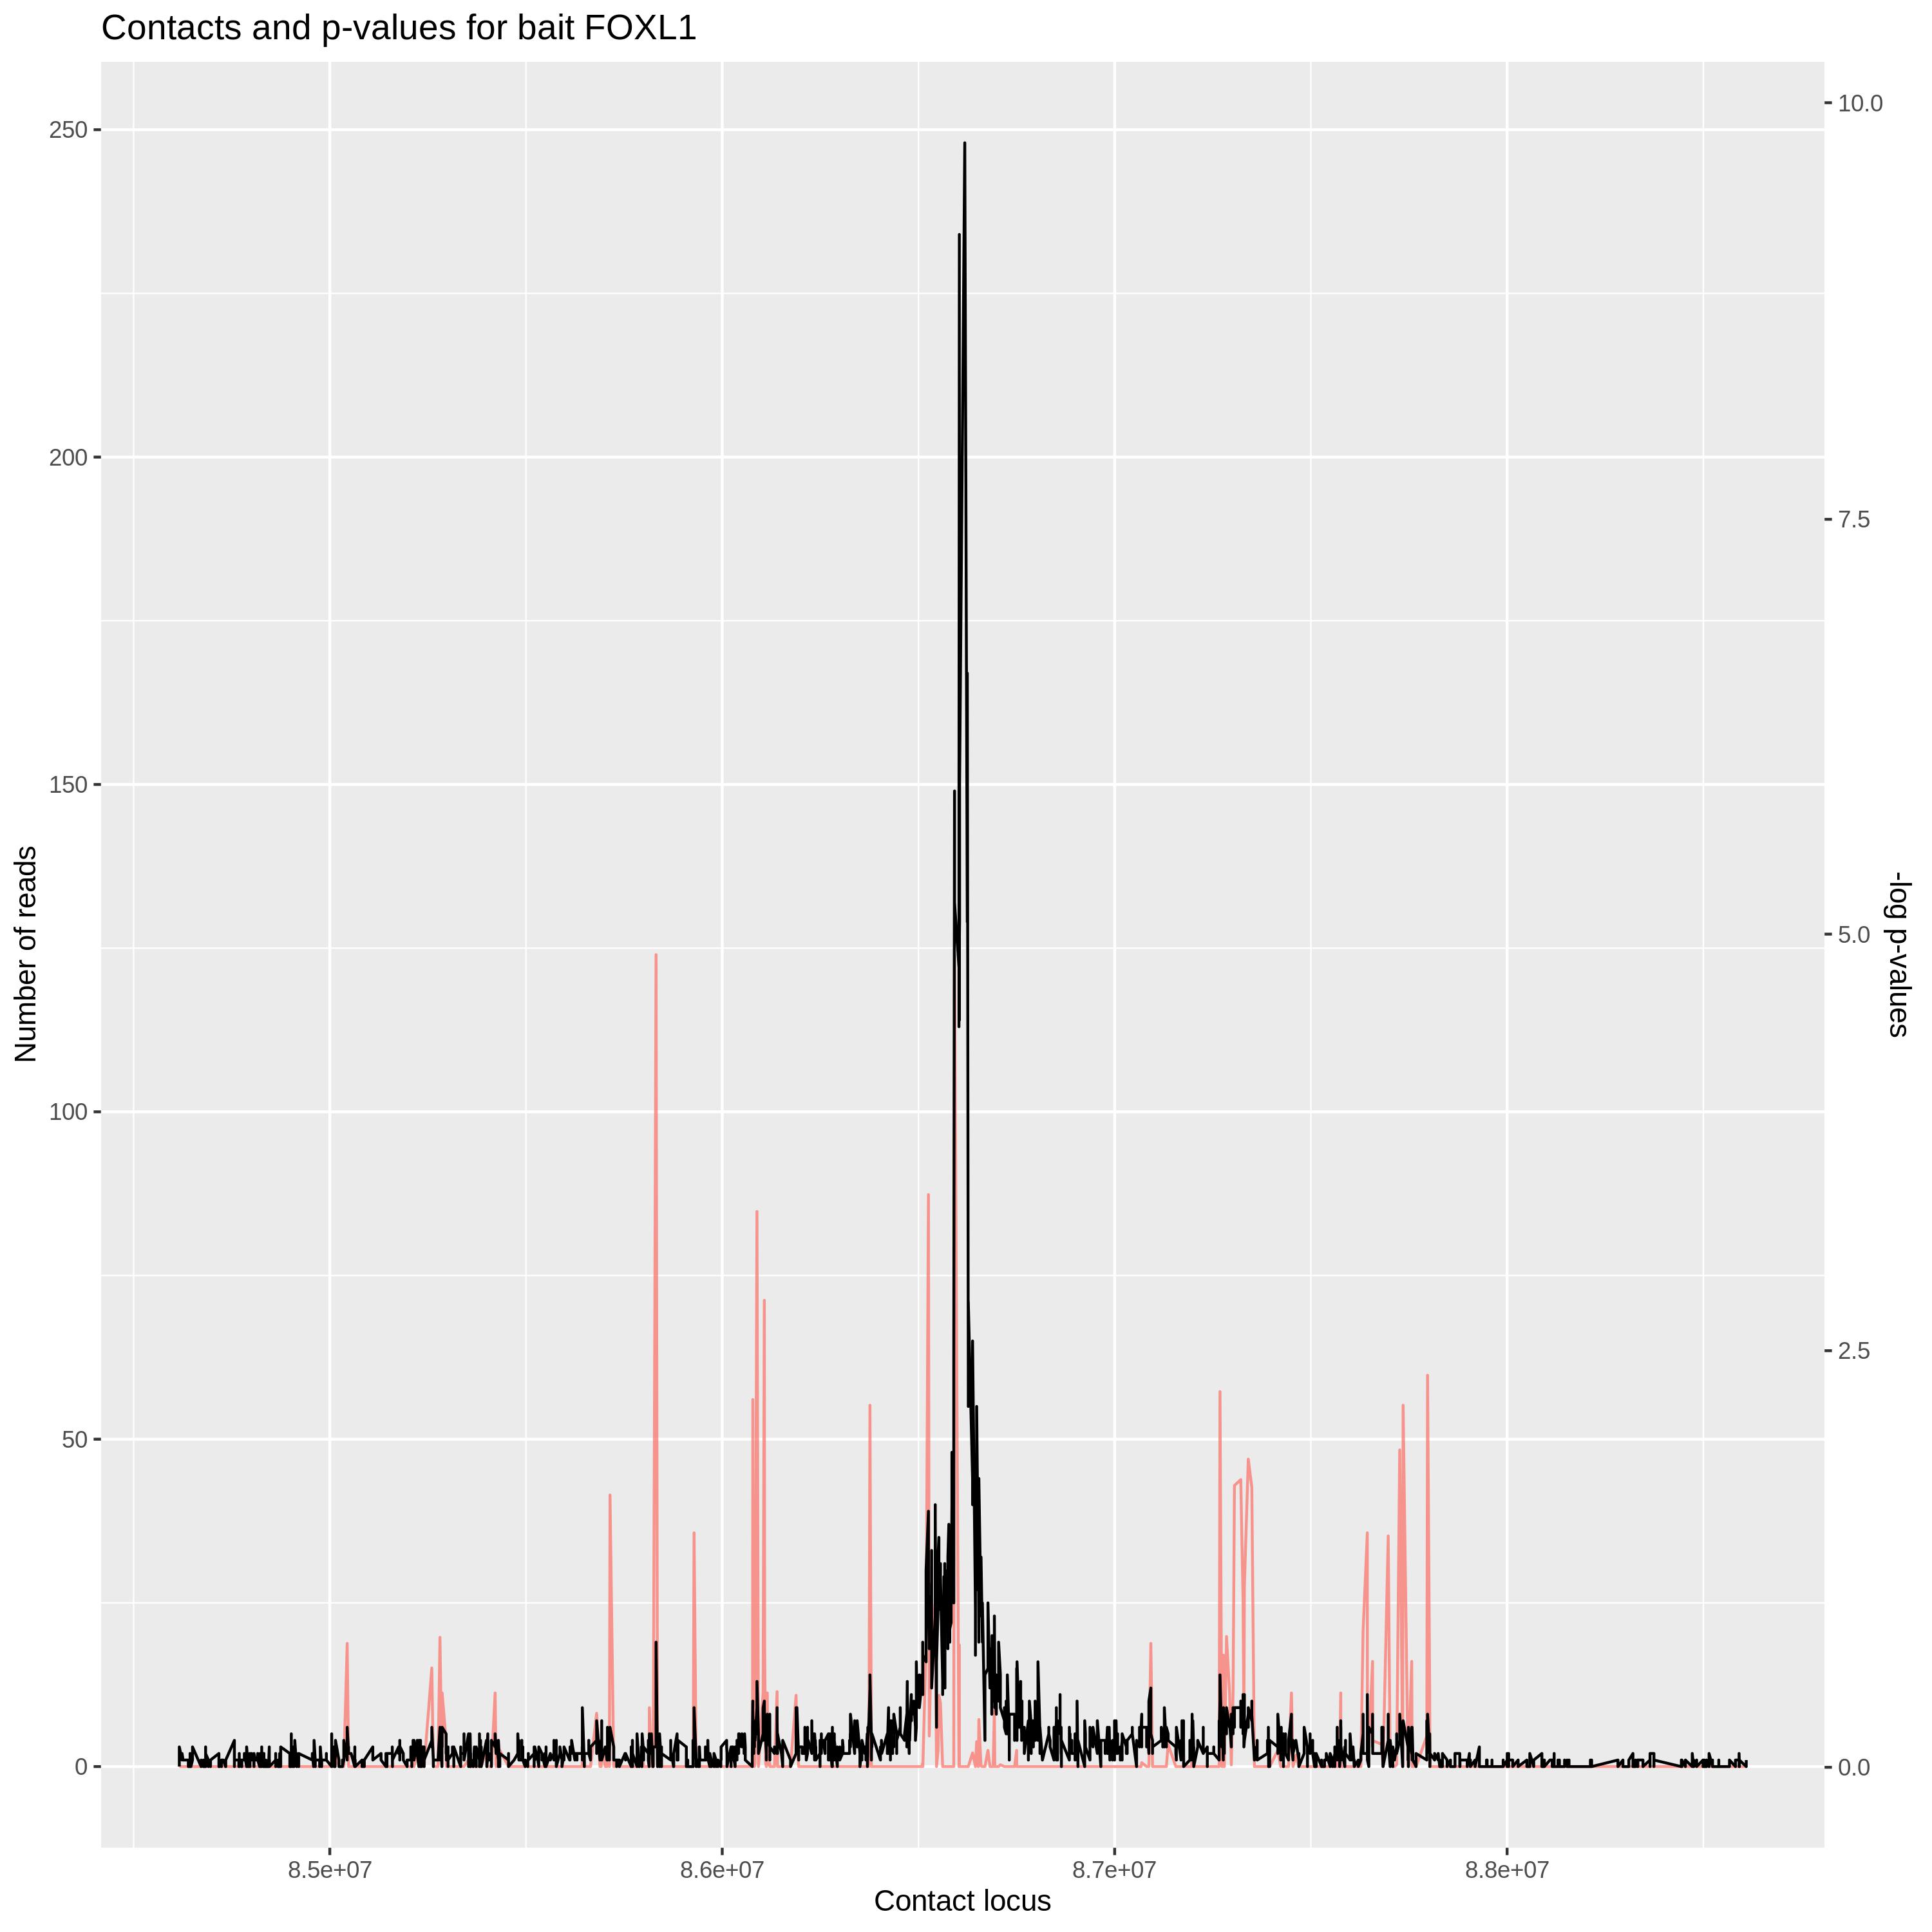 Contacts and p-values for bait FOXL1
250
200
150
100
50
0
Number of reads
10.0
7.5
5.0
2.5
0.0
-log p-values
8.5e+07
8.6e+07
8.7e+07
8.8e+07
Contact locus